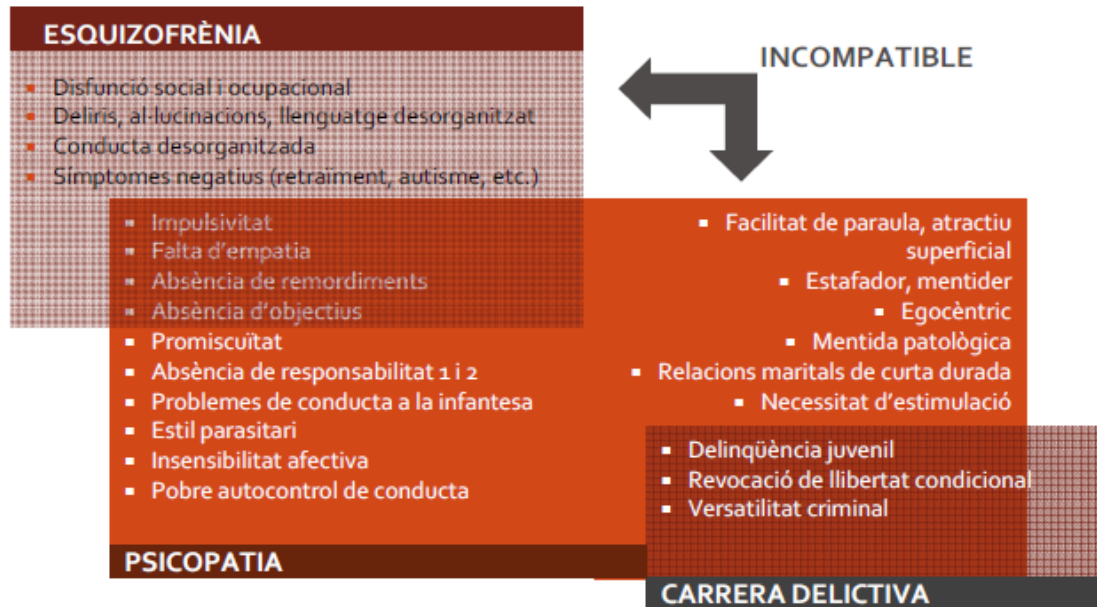 ESQUIZOFRÈNIA
INCOMPATIBLE
▪ Disfunció social i ocupacional
▪ Deliris, al·lucinacions, llenguatge desorganitzat
▪ Conducta desorganitzada
▪ Simptomes negatius (retraïment, autisme, etc.)
▪ Impulsivitat
▪ Falta d'empatia
▪ Absència de remordiments
▪ Absència d'objectius
▪ Promiscuïtat
▪ Absència de responsabilitat 1 i 2
▪ Problemes de conducta a la infantesa
▪ Estil parasitari
▪ Insensibilitat afectiva
▪ Pobre autocontrol de conducta
▪ Facilitat de paraula, atractiu
superficial
▪ Estafador, mentider
▪ Egocèntric
▪ Mentida patològica
▪ Relacions maritals de curta durada
▪ Necessitat d'estimulació
▪ Delinqüència juvenil
▪ Revocació de llibertat condicional
▪ Versatilitat criminal
PSICOPATIA
CARRERA DELICTIVA